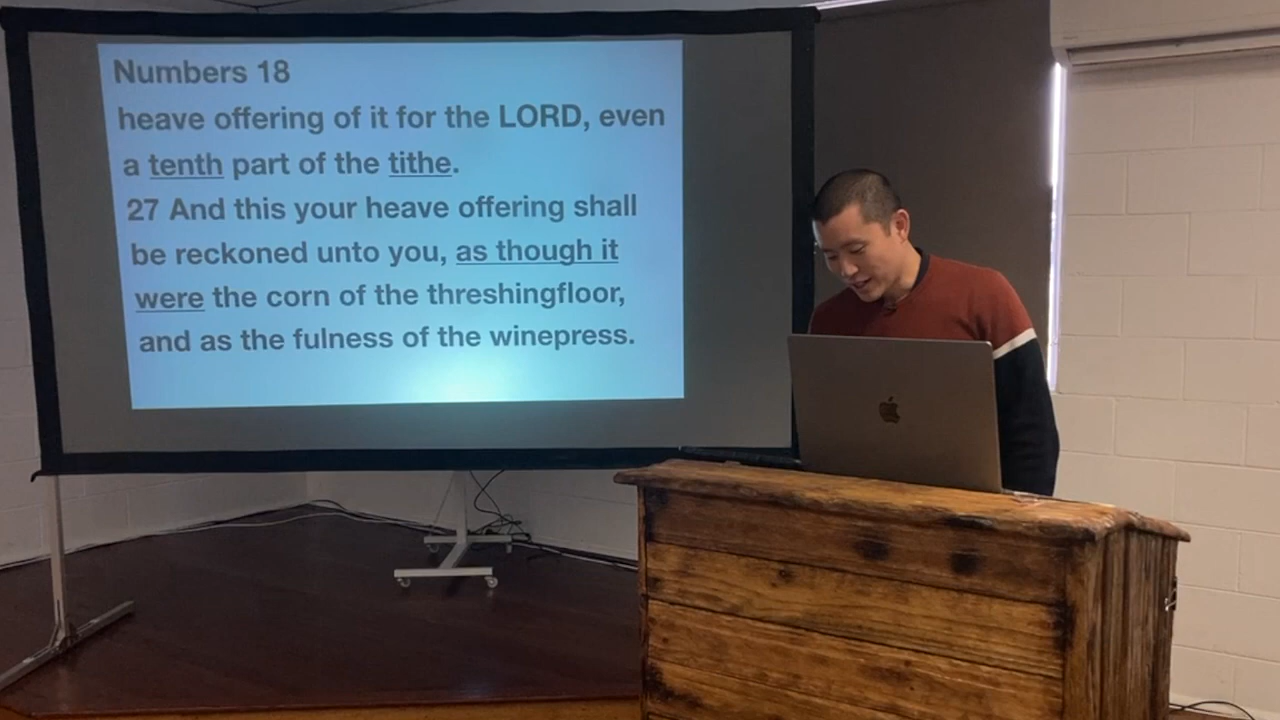 Numbers 18
heave offering of it for the LORD, even
a tenth part of the tithe.
27 And this your heave offering shall
be reckoned unto you, as though it
were the corn of the threshingfloor,
and as the fulness of the winepress.